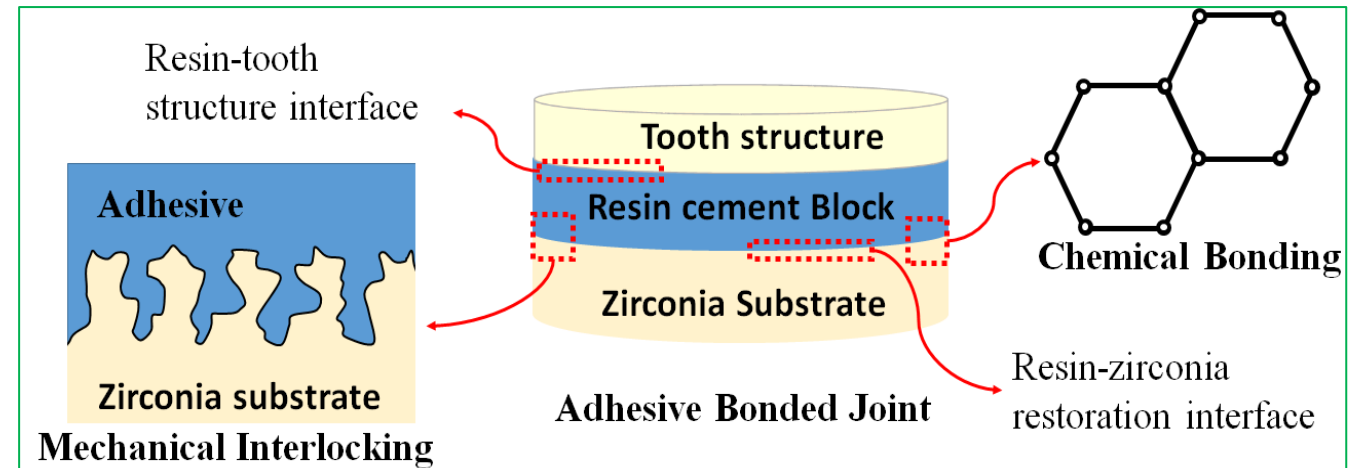 Resin-tooth
structure interface
Tooth structure
Adhesive
Resin cement Block
Chemical Bonding
Zirconia Substrate
Zirconia substrate
Mechanical Interlocking
Adhesive Bonded Joint
Resin-zirconia
restoration interface